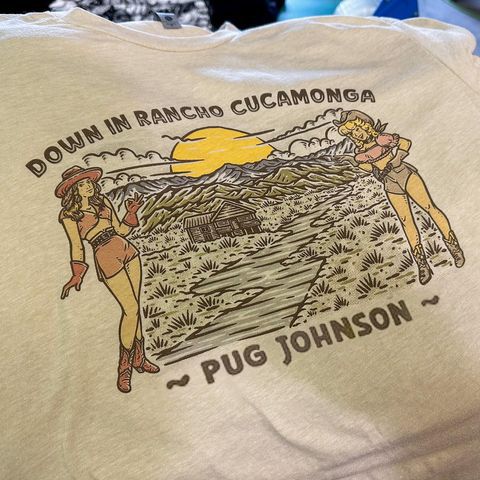 DOWN IN RANCHO CUCAMONGA
~ PUG JOHNSON ~